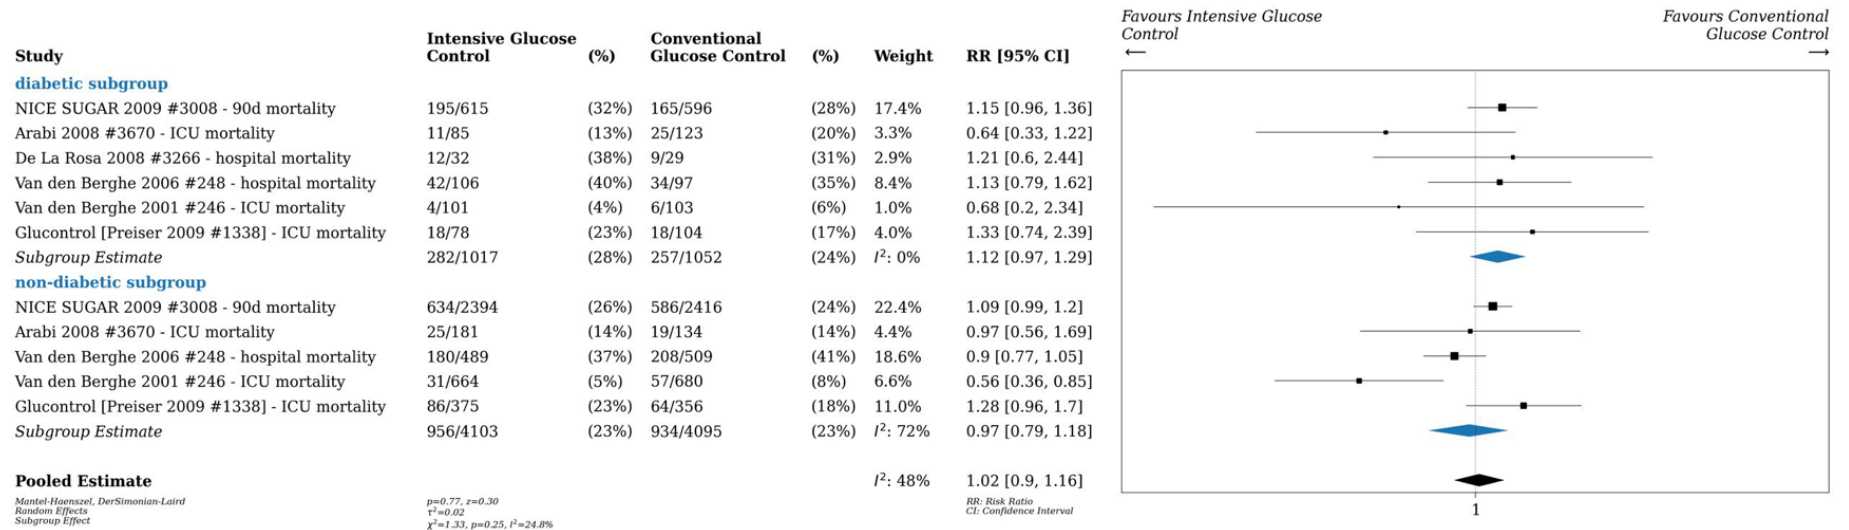 Favours Intensive Glucose Control
Favours Conventional Glucose Control
← →
Study Intensive Glucose Control (%) Conventional Glucose Control (%) Weight RR [95% CI]
diabetic subgroup
NICE SUGAR 2009 #3008 - 90d mortality 195/615 (32%) 165/596 (28%) 17.4% 1.15 [0.96, 1.36]
Arabi 2008 #3670 - ICU mortality 11/85 (13%) 25/123 (20%) 3.3% 0.64 [0.33, 1.22]
De La Rosa 2008 #3266 - hospital mortality 12/32 (38%) 9/29 (31%) 2.9% 1.21 [0.6, 2.44]
Van den Berghe 2006 #248 - hospital mortality 42/106 (40%) 34/97 (35%) 8.4% 1.13 [0.79, 1.62]
Van den Berghe 2001 #246 - ICU mortality 4/101 (4%) 6/103 (6%) 1.0% 0.68 [0.2, 2.34]
Glucontrol [Preiser 2009 #1338] - ICU mortality 18/78 (23%) 18/104 (17%) 4.0% 1.33 [0.74, 2.39]
Subgroup Estimate 282/1017 (28%) 257/1052 (24%) I²: 0% 1.12 [0.97, 1.29]
non-diabetic subgroup
NICE SUGAR 2009 #3008 - 90d mortality 634/2394 (26%) 586/2416 (24%) 22.4% 1.09 [0.99, 1.2]
Arabi 2008 #3670 - ICU mortality 25/181 (14%) 19/134 (14%) 4.4% 0.97 [0.56, 1.69]
Van den Berghe 2006 #248 - hospital mortality 180/489 (37%) 208/509 (41%) 18.6% 0.9 [0.77, 1.05]
Van den Berghe 2001 #246 - ICU mortality 31/664 (5%) 57/680 (8%) 6.6% 0.56 [0.36, 0.85]
Glucontrol [Preiser 2009 #1338] - ICU mortality 86/375 (23%) 64/356 (18%) 11.0% 1.28 [0.96, 1.7]
Subgroup Estimate 956/4103 (23%) 934/4095 (23%) I²: 72% 0.97 [0.79, 1.18]
Pooled Estimate I²: 48% 1.02 [0.9, 1.16]
Mantel-Haenszel, DerSimonian-Laird p=0.77, z=0.30 RR: Risk Ratio
Random Effects τ²=0.02 CI: Confidence Interval
Subgroup Effect χ²=1.33, p=0.25, I²=24.8%
1